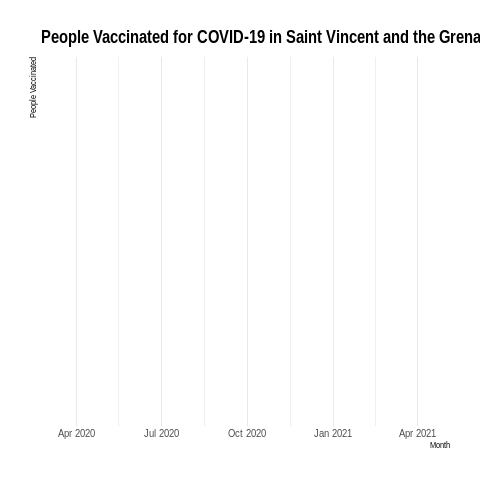 People Vaccinated for COVID-19 in Saint Vincent and the Grena
People Vaccinated
Apr 2020 Jul 2020 Oct 2020 Jan 2021 Apr 2021
Month